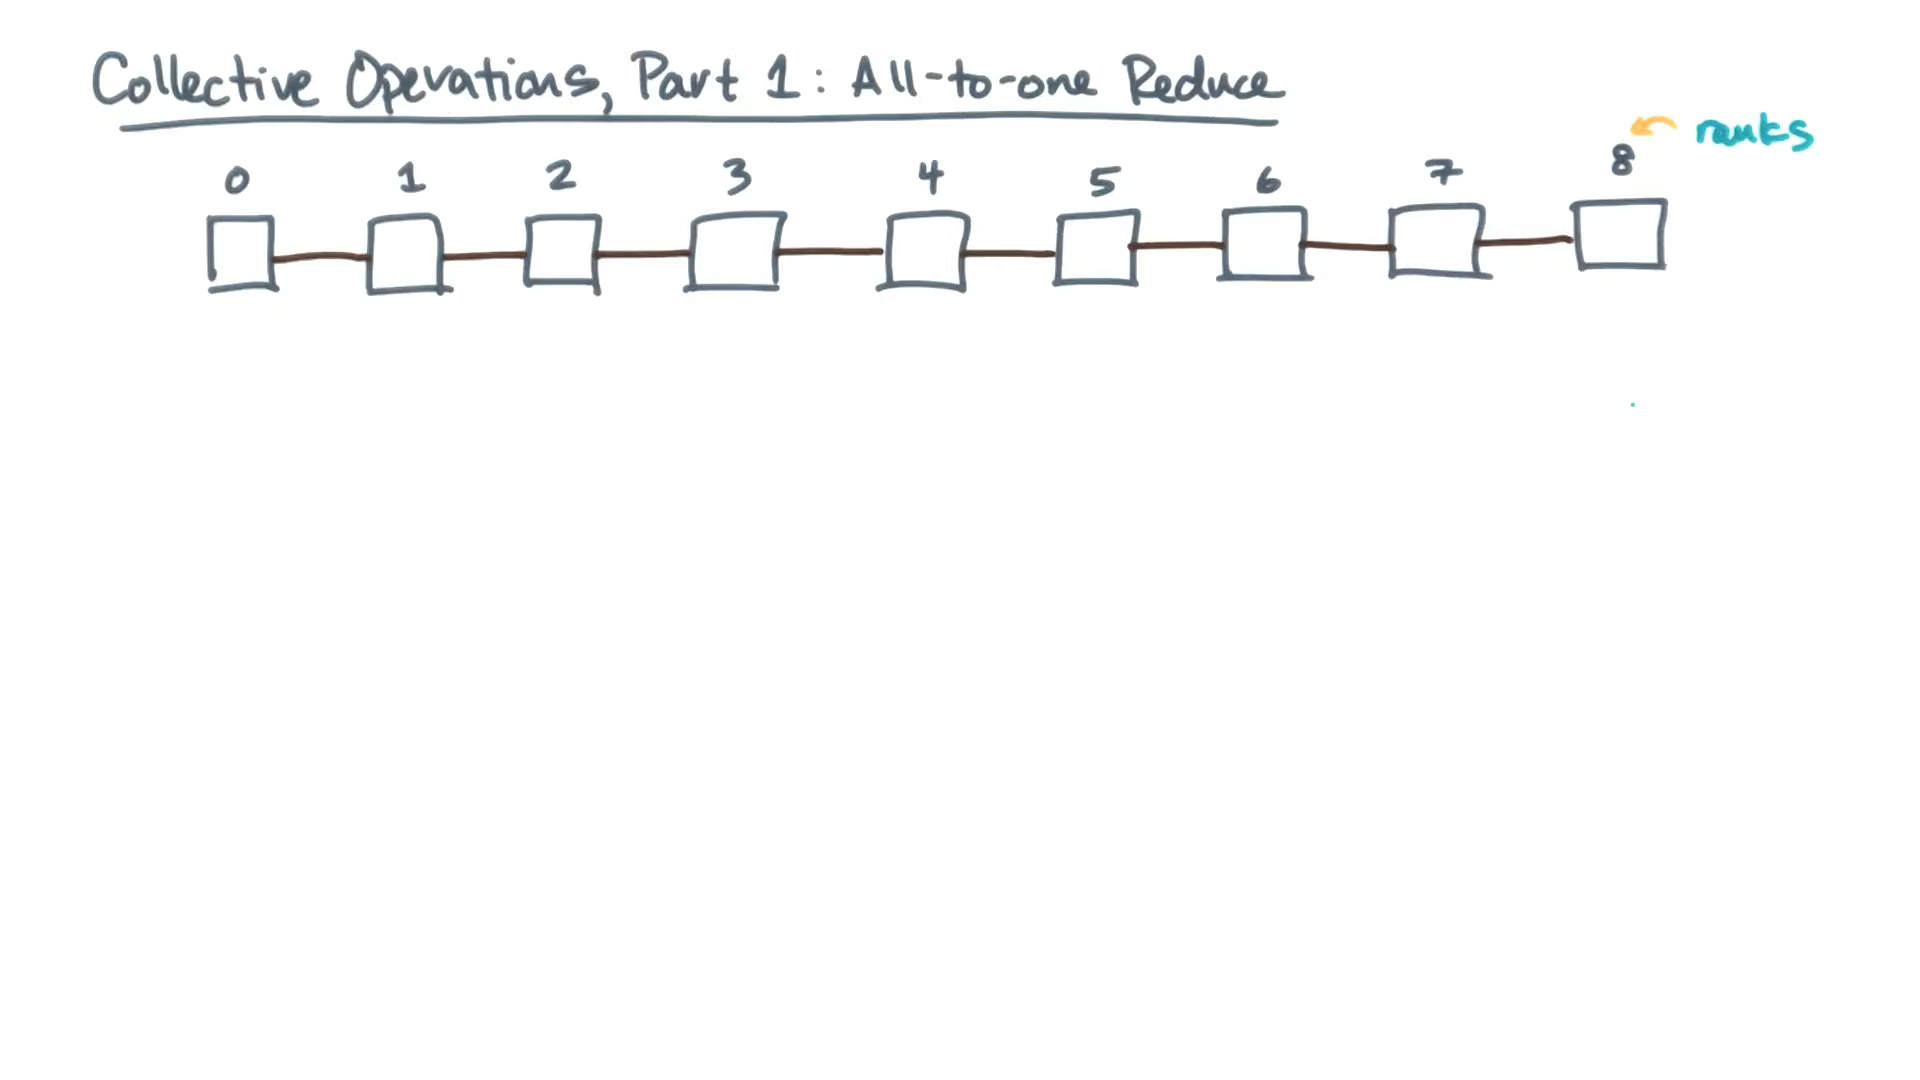 Collective Operations, Part 1: All-to-one Reduce
ranks
0 1 2 3 4 5 6 7 8